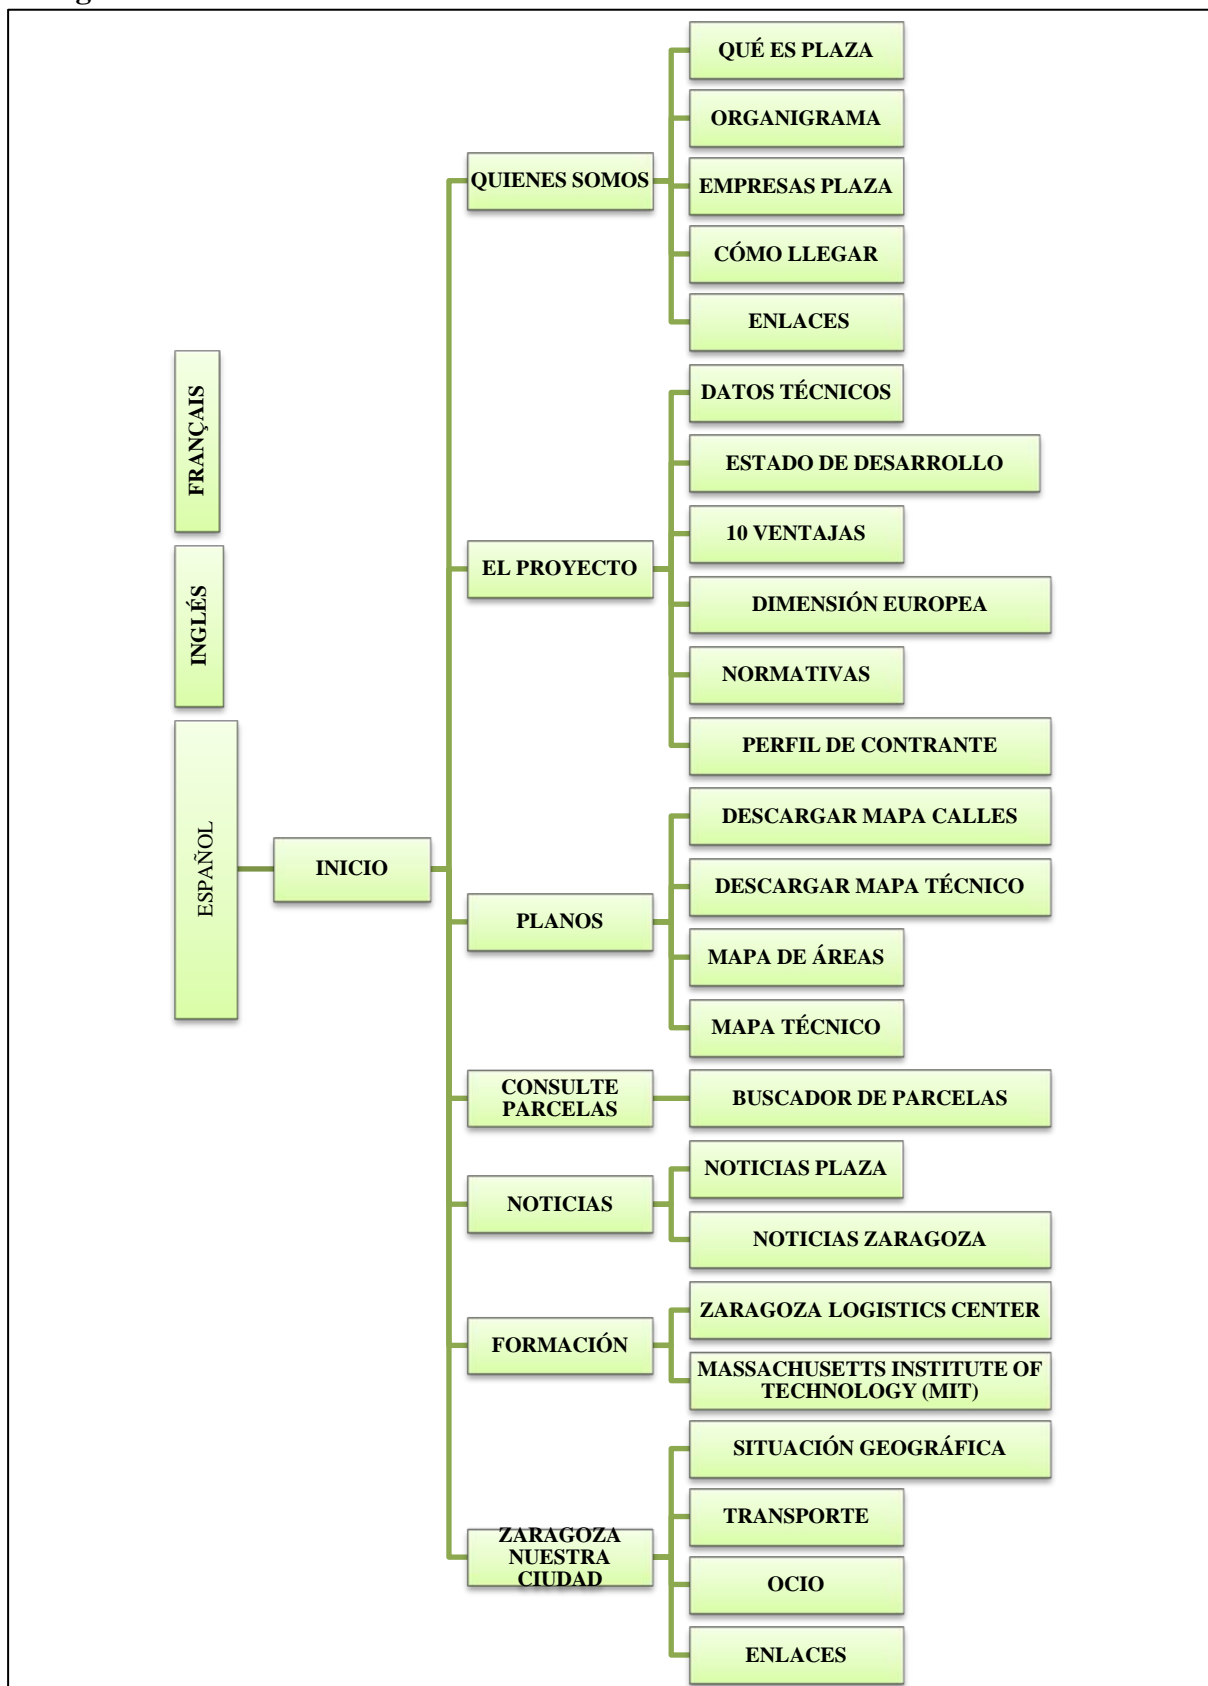 QUÉ ES PLAZA
ORGANIGRAMA
QUIENES SOMOS
EMPRESAS PLAZA
CÓMO LLEGAR
ENLACES
FRANÇAIS
DATOS TÉCNICOS
ESTADO DE DESARROLLO
10 VENTAJAS
EL PROYECTO
INGLÉS
DIMENSIÓN EUROPEA
NORMATIVAS
PERFIL DE CONTRANTE
ESPAÑOL
INICIO
DESCARGAR MAPA CALLES
DESCARGAR MAPA TÉCNICO
PLANOS
MAPA DE ÁREAS
MAPA TÉCNICO
CONSULTE
PARCELAS
BUSCADOR DE PARCELAS
NOTICIAS PLAZA
NOTICIAS
NOTICIAS ZARAGOZA
ZARAGOZA LOGISTICS CENTER
FORMACIÓN
MASSACHUSETTS INSTITUTE OF
TECHNOLOGY (MIT)
SITUACIÓN GEOGRÁFICA
TRANSPORTE
ZARAGOZA
NUESTRA
CIUDAD
OCIO
ENLACES